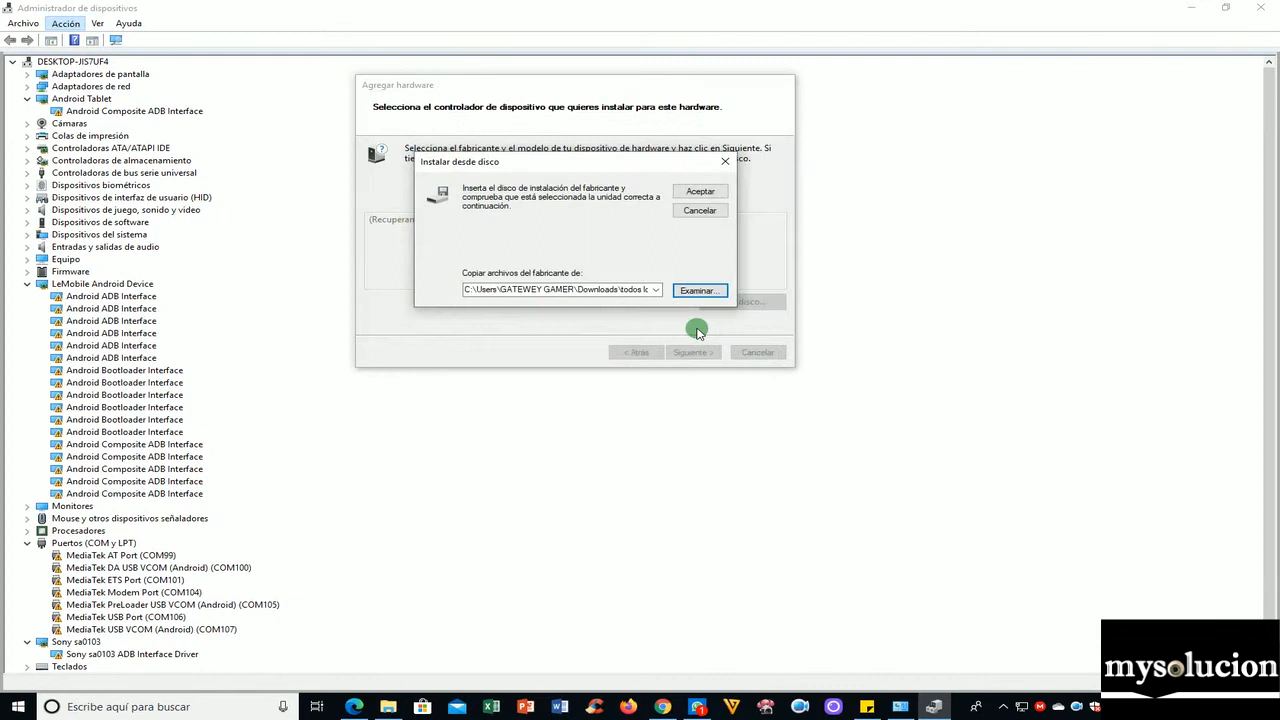 Administrador de dispositivos
Archivo Acción Ver Ayuda
DESKTOP-JIS7UF4
Adaptadores de pantalla
Adaptadores de red
Android Tablet
Android Composite ADB Interface
Cámaras
Colas de impresión
Controladoras ATA/ATAPI IDE
Controladoras de almacenamiento
Controladoras de bus serie universal
Dispositivos biométricos
Dispositivos de interfaz de usuario (HID)
Dispositivos de juego, sonido y video
Dispositivos de software
Dispositivos del sistema
Entradas y salidas de audio
Equipo
Firmware
LeMobile Android Device
Android ADB Interface
Android ADB Interface
Android ADB Interface
Android ADB Interface
Android ADB Interface
Android ADB Interface
Android Bootloader Interface
Android Bootloader Interface
Android Bootloader Interface
Android Bootloader Interface
Android Bootloader Interface
Android Bootloader Interface
Android Composite ADB Interface
Android Composite ADB Interface
Android Composite ADB Interface
Android Composite ADB Interface
Android Composite ADB Interface
Monitores
Mouse y otros dispositivos señaladores
Procesadores
Puertos (COM y LPT)
MediaTek AT Port (COM99)
MediaTek DA USB VCOM (Android) (COM100)
MediaTek ETS Port (COM101)
MediaTek Modem Port (COM104)
MediaTek PreLoader USB VCOM (Android) (COM105)
MediaTek USB Port (COM106)
MediaTek USB VCOM (Android) (COM107)
Sony sa0103
Sony sa0103 ADB Interface Driver
Teclados
Agregar hardware
Selecciona el controlador de dispositivo que quieres instalar para este hardware.
Selecciona el fabricante y el modelo de tu dispositivo de hardware y haz clic en Siguiente. Si
(Recuperan
disco...
< Atrás Siguiente > Cancelar
Instalar desde disco
Inserta el disco de instalación del fabricante y
comprueba que está seleccionada la unidad correcta a
continuación.
Aceptar
Cancelar
Copiar archivos del fabricante de:
C:\Users\GATEWEY GAMER\Downloads\todos lo
Examinar...
mysolucion
Escribe aquí para buscar